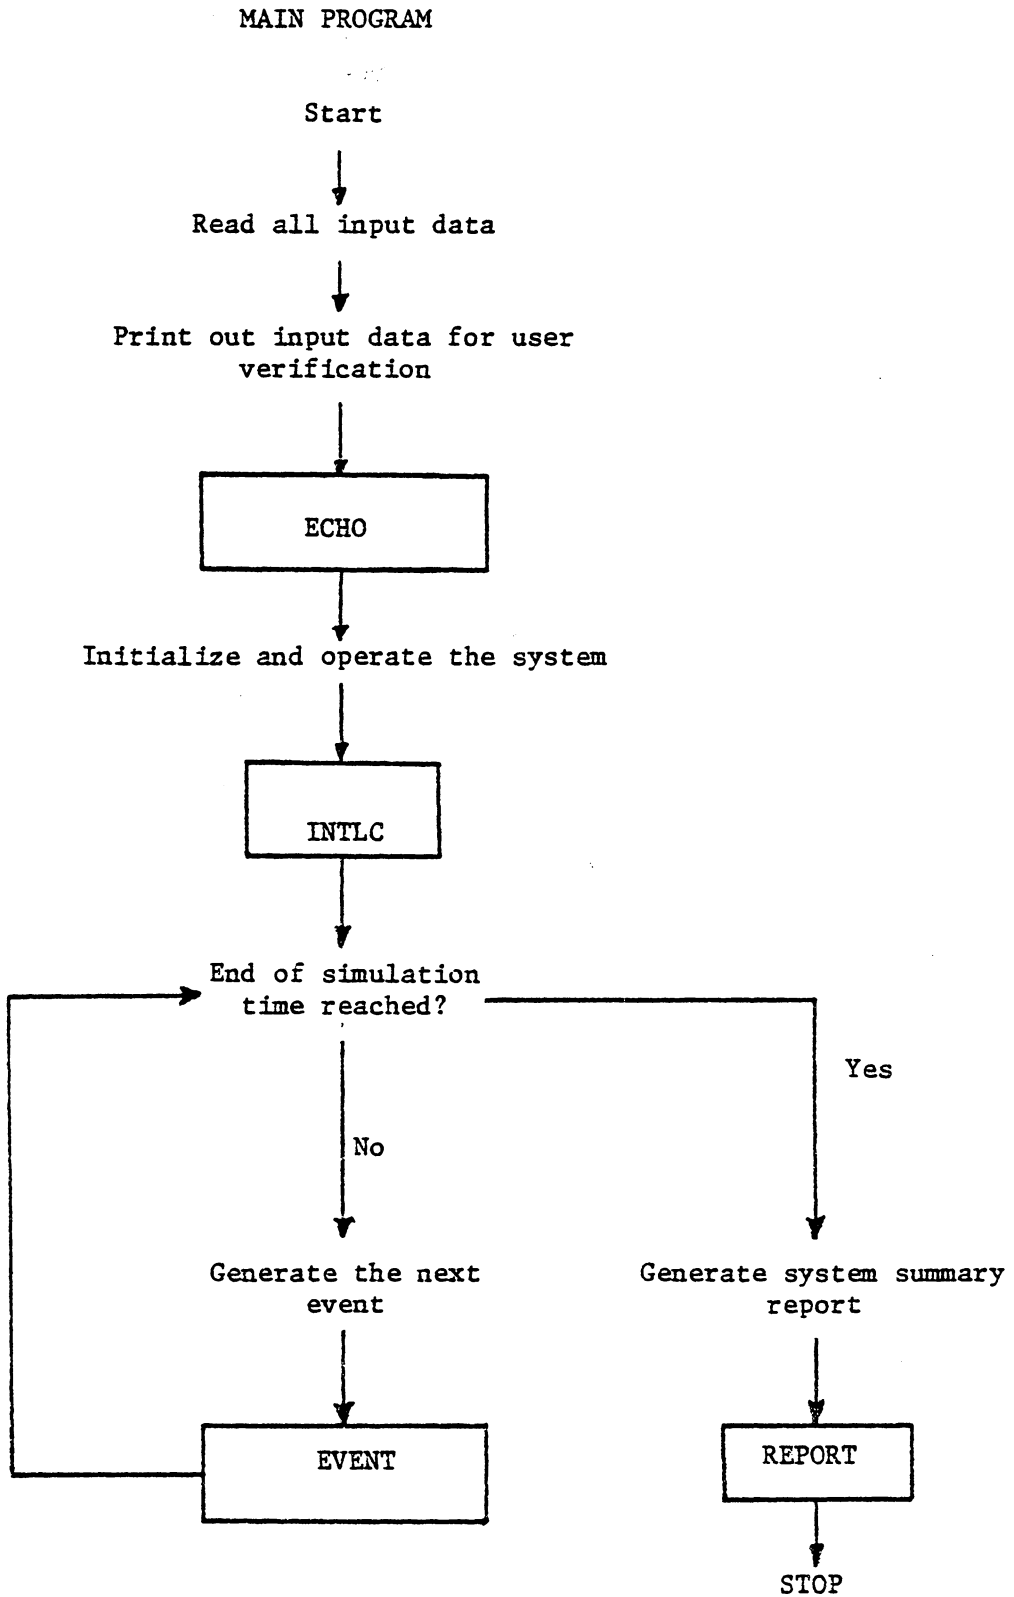 MAIN PROGRAM
Start
Read all input data
Print out input data for user
verification
ECHO
Initialize and operate the system
INTLC
End of simulation
time reached?
Yes
No
Generate the next
event
Generate system summary
report
EVENT
REPORT
STOP